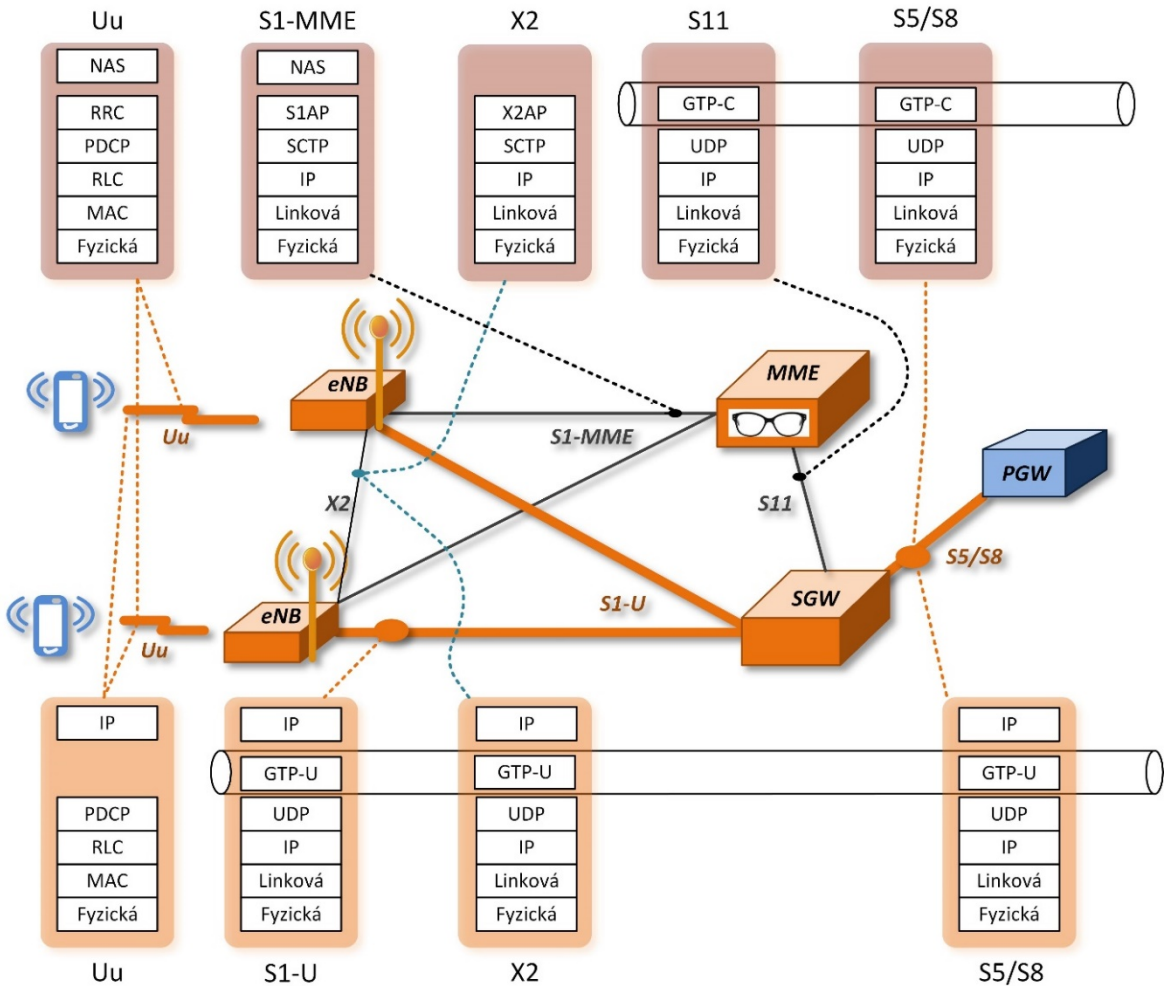 Uu
S1-MME
X2
S11
S5/S8
NAS
RRC
PDCP
RLC
MAC
Fyzická
NAS
S1AP
SCTP
IP
Linková
Fyzická
X2AP
SCTP
IP
Linková
Fyzická
GTP-C
UDP
IP
Linková
Fyzická
GTP-C
UDP
IP
Linková
Fyzická
eNB
MME
Uu
S1-MME
PGW
X2
S11
S5/S8
eNB
S1-U
SGW
Uu
IP
PDCP
RLC
MAC
Fyzická
IP
GTP-U
UDP
IP
Linková
Fyzická
IP
GTP-U
UDP
IP
Linková
Fyzická
IP
GTP-U
UDP
IP
Linková
Fyzická
Uu
S1-U
X2
S5/S8